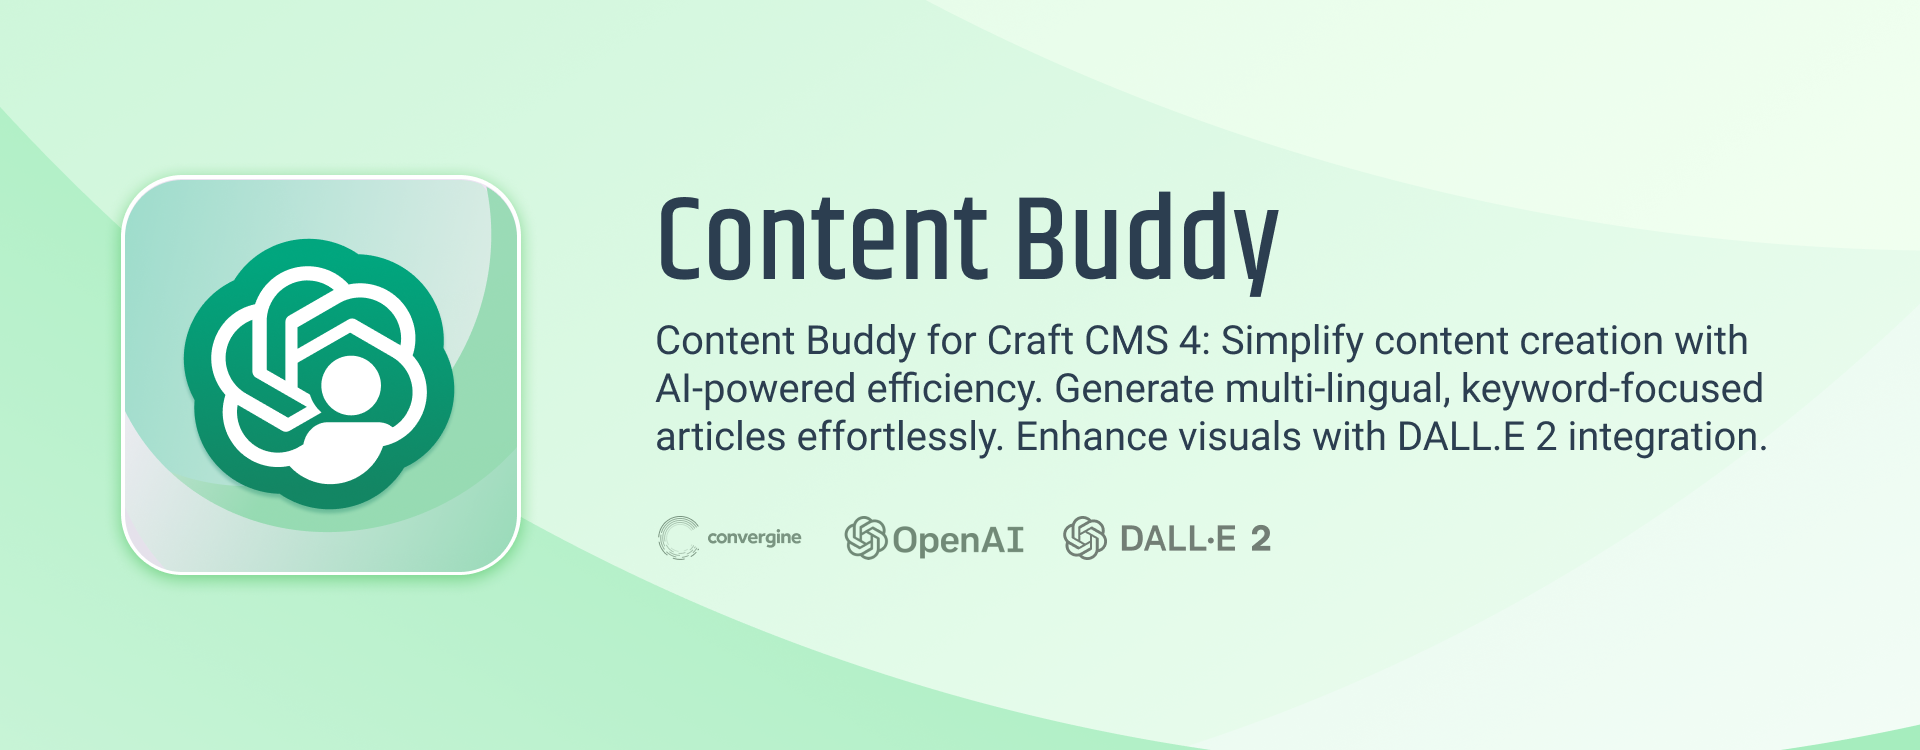 Content Buddy
Content Buddy for Craft CMS 4: Simplify content creation with
AI-powered efficiency. Generate multi-lingual, keyword-focused
articles effortlessly. Enhance visuals with DALL.E 2 integration.
convergine OpenAI DALL·E 2